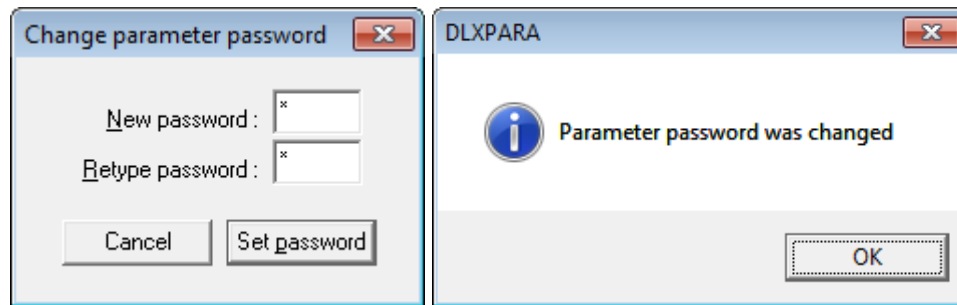 Change parameter password
New password :
*
Retype password :
*
Cancel
Set password
DLXPARA
Parameter password was changed
OK